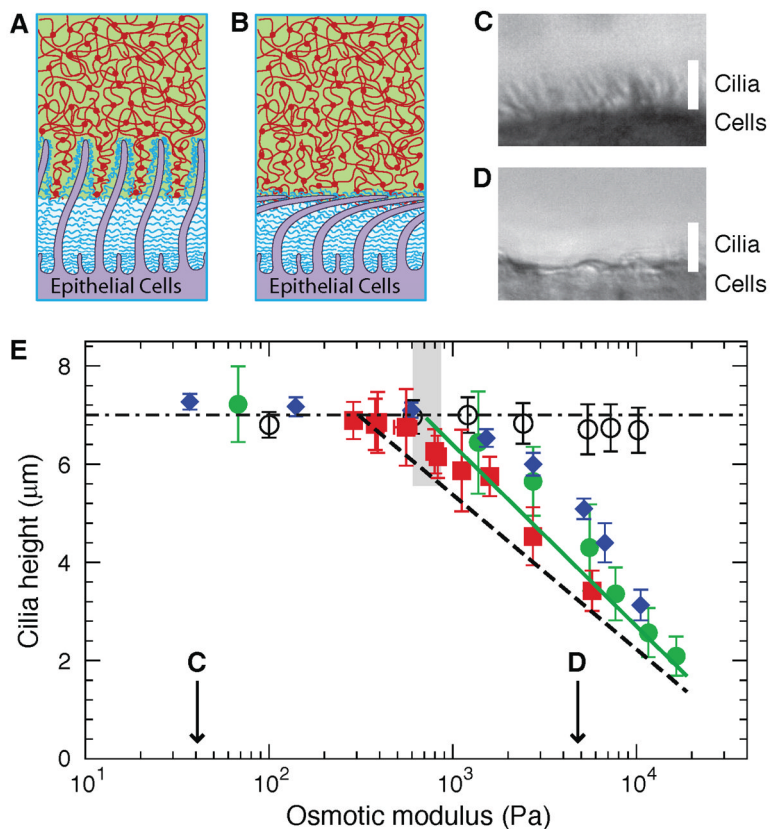 A
B
C
Epithelial Cells
Epithelial Cells
Cilia
Cells
D
Cilia
Cells
E
8
6
4
2
0
Cilia height (μm)
C
D
10¹
10²
10³
10⁴
Osmotic modulus (Pa)